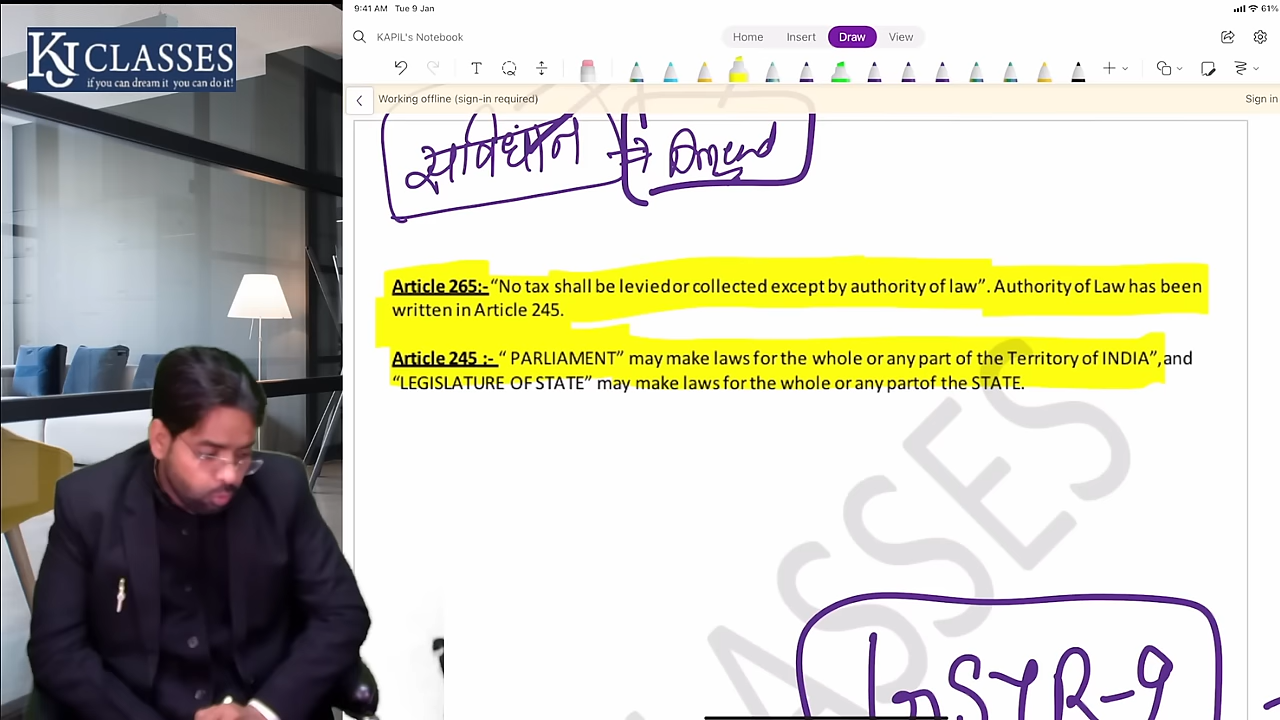 KJ CLASSES
if you can dream it you can do it!
9:41 AM Tue 9 Jan
61%
KAPIL's Notebook
Home Insert Draw View
Working offline (sign-in required)
Sign in
संविधान
Amend
Article 265:- “No tax shall be levied or collected except by authority of law”. Authority of Law has been
written in Article 245.
Article 245 :- “ PARLIAMENT” may make laws for the whole or any part of the Territory of INDIA”, and
“LEGISLATURE OF STATE” may make laws for the whole or any partof the STATE.
LASSES